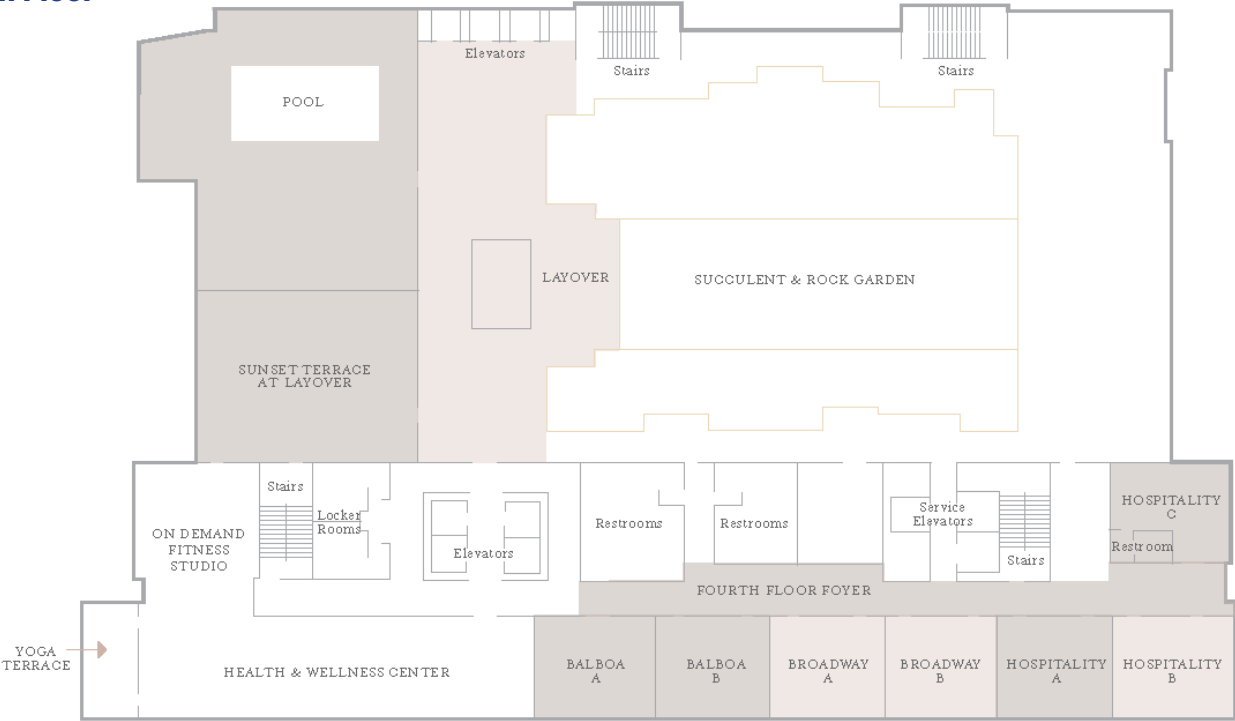 Elevators
Stairs
Stairs
POOL
LAYOVER
SUCCULENT & ROCK GARDEN
SUNSET TERRACE
AT LAYOVER
Stairs
Locker
Rooms
ON DEMAND
FITNESS
STUDIO
Elevators
Restrooms
Restrooms
Service
Elevators
Stairs
HOSPITALITY
C
Restroom
FOURTH FLOOR FOYER
YOGA
TERRACE
HEALTH & WELLNESS CENTER
BALBOA
A
BALBOA
B
BROADWAY
A
BROADWAY
B
HOSPITALITY
A
HOSPITALITY
B